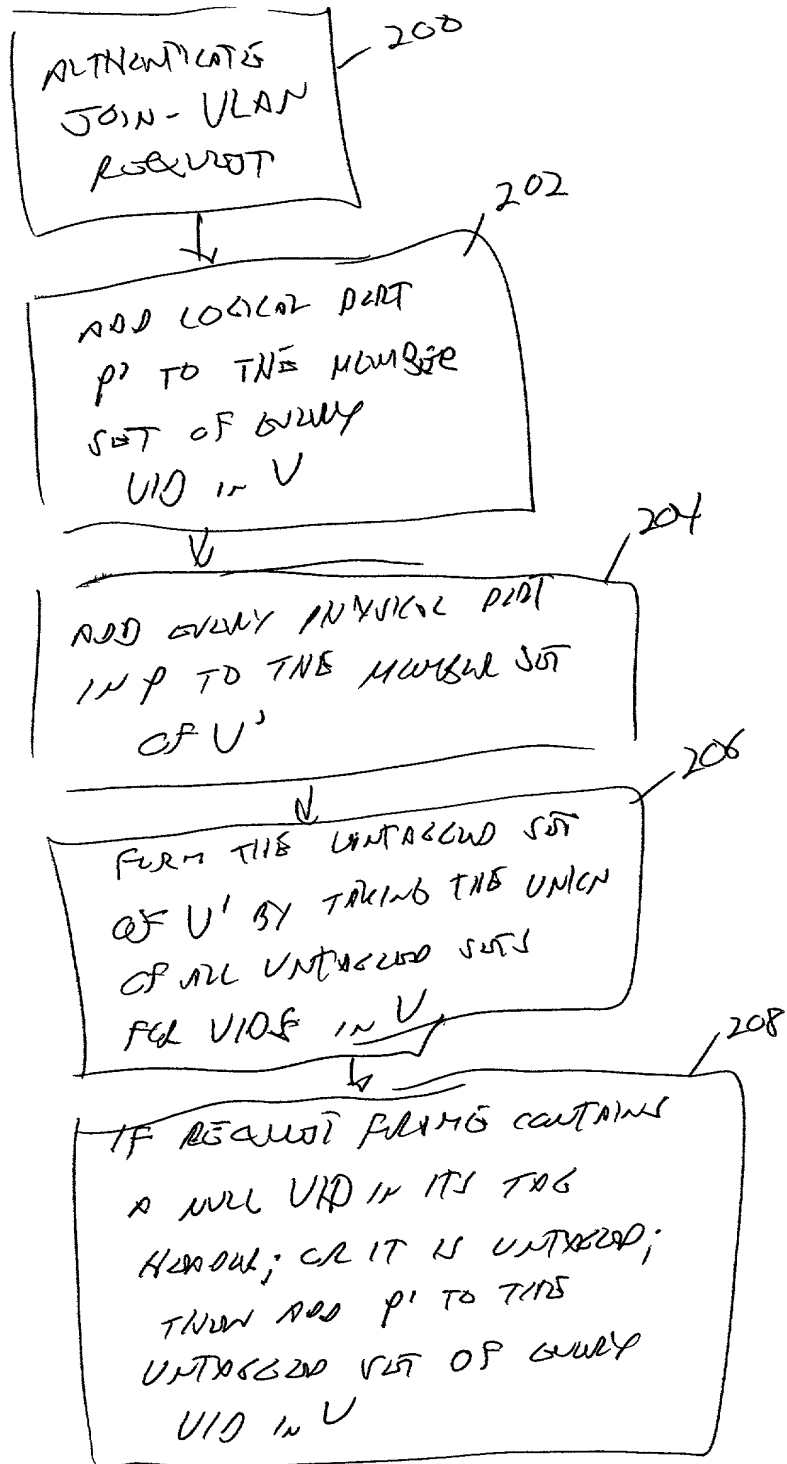 200
AUTHENTICATE
JOIN-VLAN
REQUEST
202
ADD LOGICAL PORT
P' TO THE MEMBER
SET OF EVERY
VID IN V
204
ADD EVERY PHYSICAL PORT
IN P TO THE MEMBER SET
OF V'
206
FORM THE UNTAGGED SET
OF V' BY TAKING THE UNION
OF ALL UNTAGGED SETS
FOR VIDS IN V
208
IF REQUEST FRAME CONTAINS
A NULL VID IN ITS TAG
HEADER; OR IT IS UNTAGGED;
THEN ADD P' TO THE
UNTAGGED SET OF EVERY
VID IN V